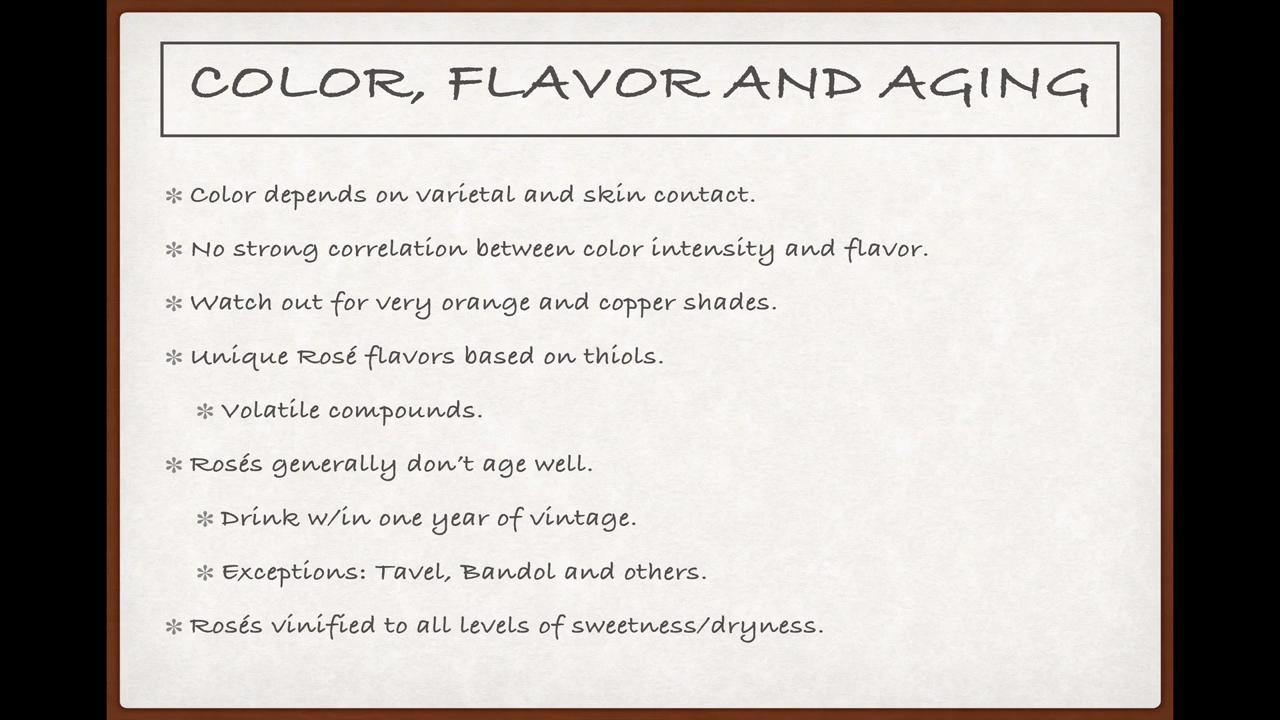 COLOR, FLAVOR AND AGING
✻ Color depends on varietal and skin contact.
✻ No strong correlation between color intensity and flavor.
✻ Watch out for very orange and copper shades.
✻ Unique Rosé flavors based on thiols.
✻ Volatile compounds.
✻ Rosés generally don't age well.
✻ Drink w/in one year of vintage.
✻ Exceptions: Tavel, Bandol and others.
✻ Rosés vinified to all levels of sweetness/dryness.